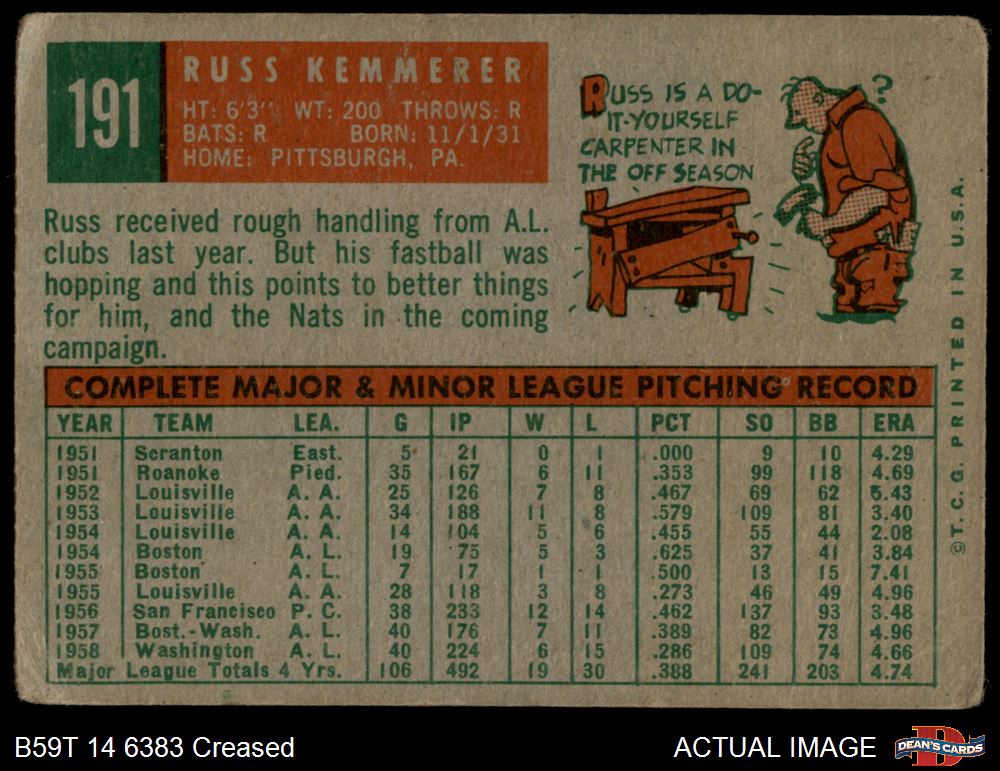 191
RUSS KEMMERER
HT: 6'3" WT: 200 THROWS: R
BATS: R BORN: 11/1/31
HOME: PITTSBURGH, PA.
RUSS IS A DO-
IT-YOURSELF
CARPENTER IN
THE OFF SEASON
?
Russ received rough handling from A.L.
clubs last year. But his fastball was
hopping and this points to better things
for him, and the Nats in the coming
campaign.
COMPLETE MAJOR & MINOR LEAGUE PITCHING RECORD
YEAR TEAM LEA. G IP W L PCT SO BB ERA
1951 Scranton East. 5 21 0 1 .000 9 10 4.29
1951 Roanoke Pied. 35 167 6 11 .353 99 118 4.69
1952 Louisville A. A. 25 126 7 8 .467 69 62 5.43
1953 Louisville A. A. 34 188 11 8 .579 109 81 3.40
1954 Louisville A. A. 14 104 5 6 .455 55 44 2.08
1954 Boston A. L. 19 75 5 3 .625 37 41 3.84
1955 Boston A. L. 7 17 1 1 .500 13 15 7.41
1955 Louisville A. A. 28 118 3 8 .273 46 49 4.96
1956 San Francisco P. C. 38 233 12 14 .462 137 93 3.48
1957 Bost.-Wash. A. L. 40 176 7 11 .389 82 73 4.96
1958 Washington A. L. 40 224 6 15 .286 109 74 4.66
Major League Totals 4 Yrs. 106 492 19 30 .388 241 203 4.74
© T. C. G. PRINTED IN U.S.A.
B59T 14 6383 Creased
ACTUAL IMAGE
D
DEAN'S CARDS